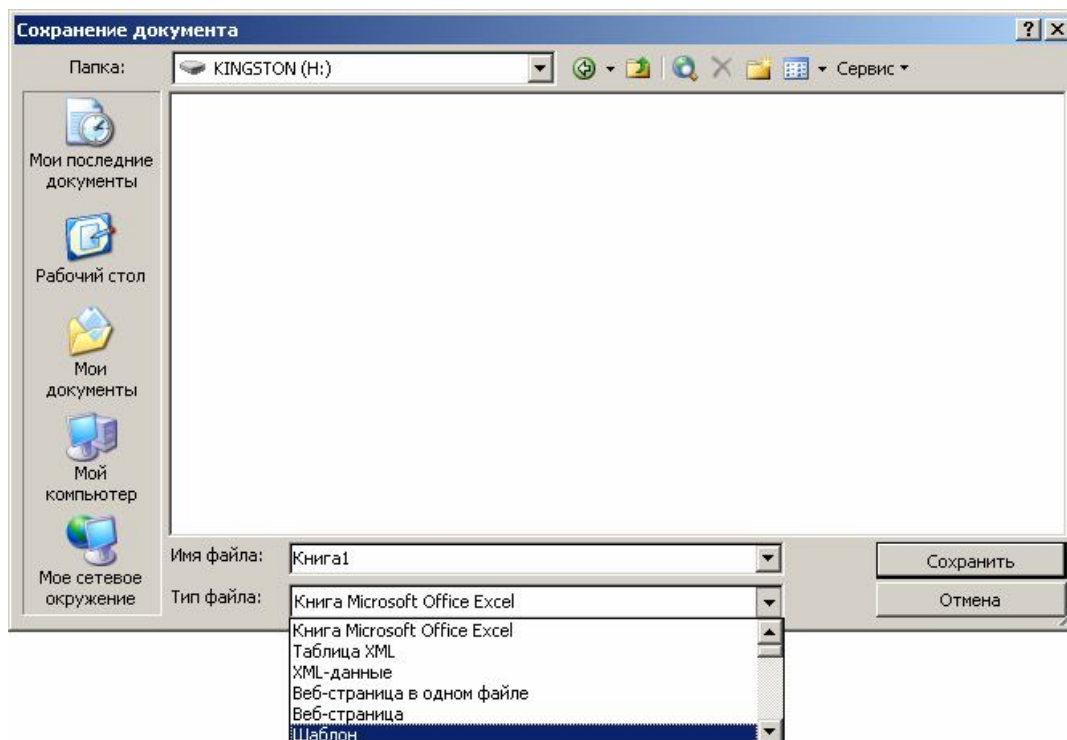 Сохранение документа
Папка:
KINGSTON (H:)
Сервис
Мои последние
документы
Рабочий стол
Мои
документы
Мой
компьютер
Мое сетевое
окружение
Имя файла:
Книга1
Сохранить
Тип файла:
Книга Microsoft Office Excel
Отмена
Книга Microsoft Office Excel
Таблица XML
XML-данные
Веб-страница в одном файле
Веб-страница
Шаблон